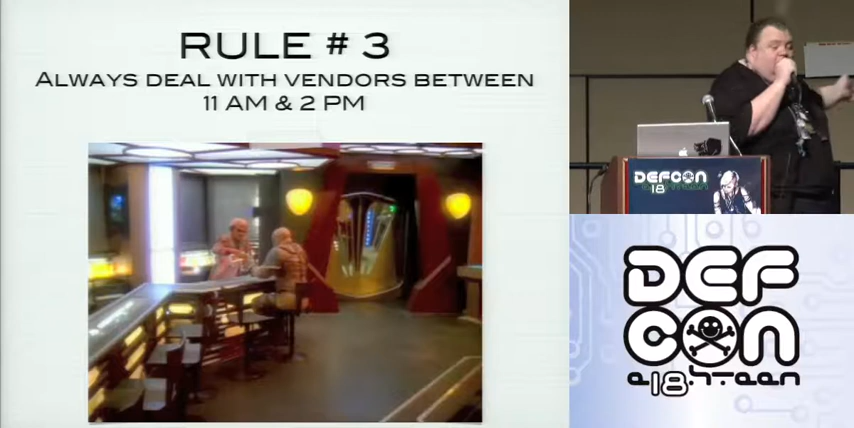 RULE # 3
ALWAYS DEAL WITH VENDORS BETWEEN
11 AM & 2 PM
DEFCON
18
DEF
CON
e18hteen